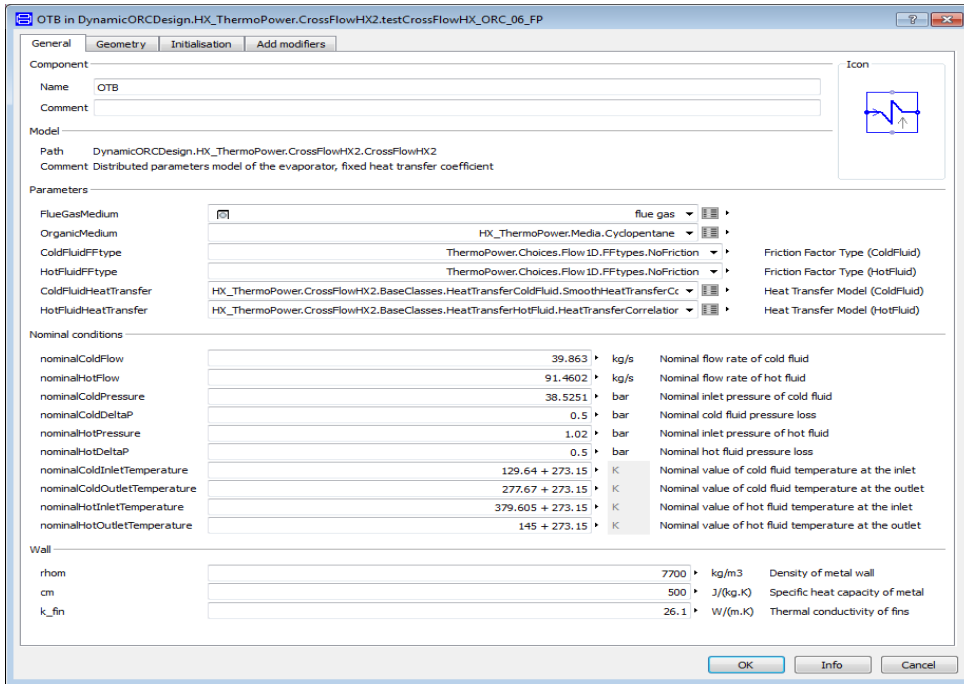 OTB in DynamicORCDesign.HX_ThermoPower.CrossFlowHX2.testCrossFlowHX_ORC_06_FP
General Geometry Initialisation Add modifiers
Component Icon
Name OTB
Comment
Model
Path DynamicORCDesign.HX_ThermoPower.CrossFlowHX2.CrossFlowHX2
Comment Distributed parameters model of the evaporator, fixed heat transfer coefficient
Parameters
FlueGasMedium flue gas
OrganicMedium HX_ThermoPower.Media.Cyclopentane
ColdFluidFFtype ThermoPower.Choices.Flow1D.FFtypes.NoFriction Friction Factor Type (ColdFluid)
HotFluidFFtype ThermoPower.Choices.Flow1D.FFtypes.NoFriction Friction Factor Type (HotFluid)
ColdFluidHeatTransfer HX_ThermoPower.CrossFlowHX2.BaseClasses.HeatTransferColdFluid.SmoothHeatTransferCc Heat Transfer Model (ColdFluid)
HotFluidHeatTransfer HX_ThermoPower.CrossFlowHX2.BaseClasses.HeatTransferHotFluid.HeatTransferCorrelation Heat Transfer Model (HotFluid)
Nominal conditions
nominalColdFlow 39.863 kg/s Nominal flow rate of cold fluid
nominalHotFlow 91.4602 kg/s Nominal flow rate of hot fluid
nominalColdPressure 38.5251 bar Nominal inlet pressure of cold fluid
nominalColdDeltaP 0.5 bar Nominal cold fluid pressure loss
nominalHotPressure 1.02 bar Nominal inlet pressure of hot fluid
nominalHotDeltaP 0.5 bar Nominal hot fluid pressure loss
nominalColdInletTemperature 129.64 + 273.15 K Nominal value of cold fluid temperature at the inlet
nominalColdOutletTemperature 277.67 + 273.15 K Nominal value of cold fluid temperature at the outlet
nominalHotInletTemperature 379.605 + 273.15 K Nominal value of hot fluid temperature at the inlet
nominalHotOutletTemperature 145 + 273.15 K Nominal value of hot fluid temperature at the outlet
Wall
rhom 7700 kg/m3 Density of metal wall
cm 500 J/(kg.K) Specific heat capacity of metal
k_fin 26.1 W/(m.K) Thermal conductivity of fins
OK Info Cancel